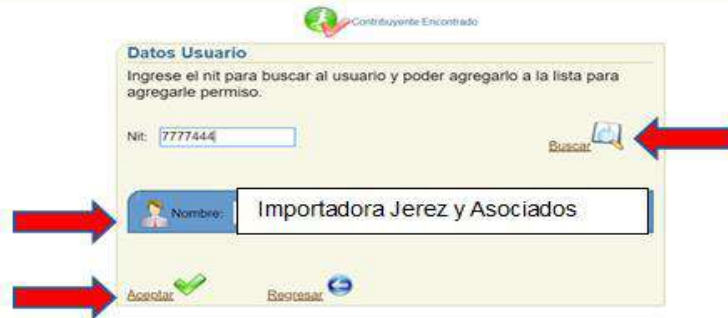 Contribuyente Encontrado
Datos Usuario
Ingrese el nit para buscar al usuario y poder agregarlo a la lista para
agregarle permiso.
Nit: 7777444
Buscar
Nombre: Importadora Jerez y Asociados
Aceptar Regresar